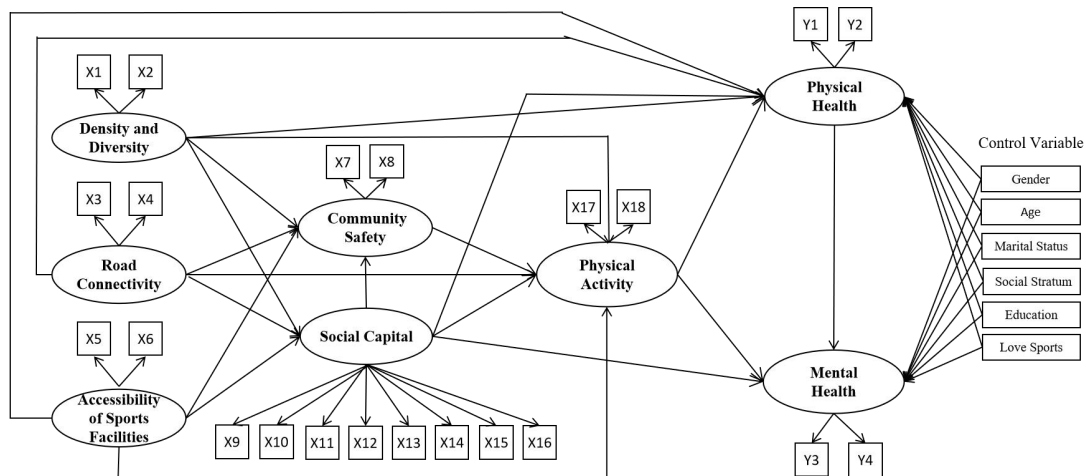 Y1 Y2
X1 X2
Physical
Health
Density and
Diversity
Control Variable
X7 X8
Gender
X3 X4
X17 X18
Age
Community
Safety
Marital Status
Road
Connectivity
Physical
Activity
Social Stratum
Education
X5 X6
Social Capital
Love Sports
Mental
Health
Accessibility
of Sports
Facilities
X9 X10 X11 X12 X13 X14 X15 X16
Y3 Y4